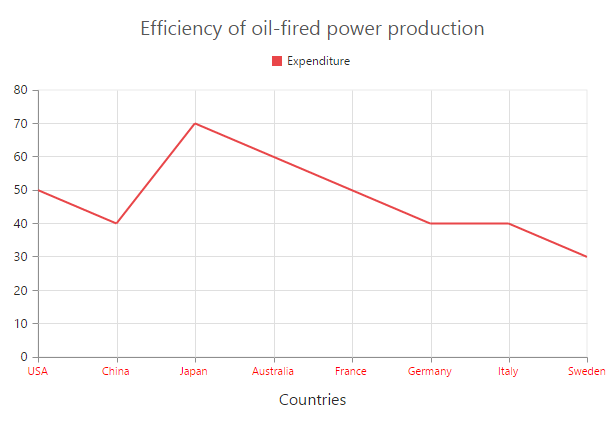 Efficiency of oil-fired power production
Expenditure
80
70
60
50
40
30
20
10
0
USA China Japan Australia France Germany Italy Sweden
Countries